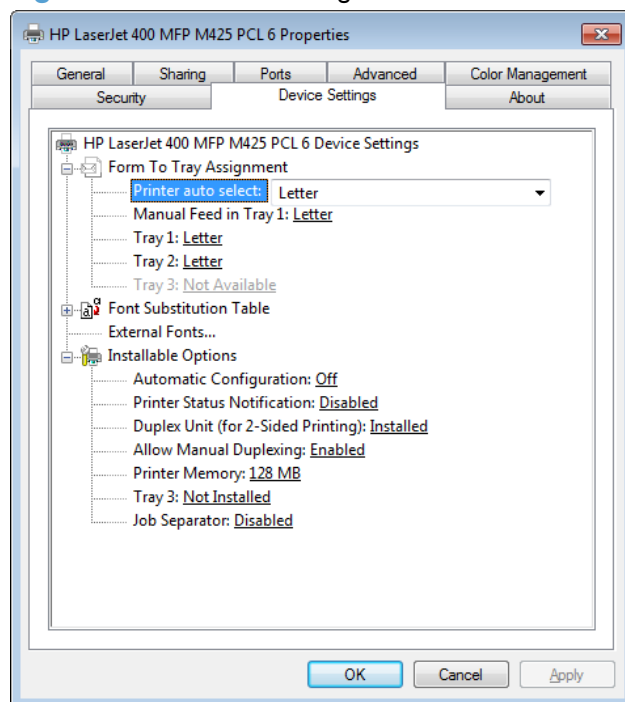 HP LaserJet 400 MFP M425 PCL 6 Properties
General Sharing Ports Advanced Color Management
Security Device Settings About
HP LaserJet 400 MFP M425 PCL 6 Device Settings
Form To Tray Assignment
Printer auto select: Letter
Manual Feed in Tray 1: Letter
Tray 1: Letter
Tray 2: Letter
Tray 3: Not Available
Font Substitution Table
External Fonts...
Installable Options
Automatic Configuration: Off
Printer Status Notification: Disabled
Duplex Unit (for 2-Sided Printing): Installed
Allow Manual Duplexing: Enabled
Printer Memory: 128 MB
Tray 3: Not Installed
Job Separator: Disabled
OK Cancel Apply